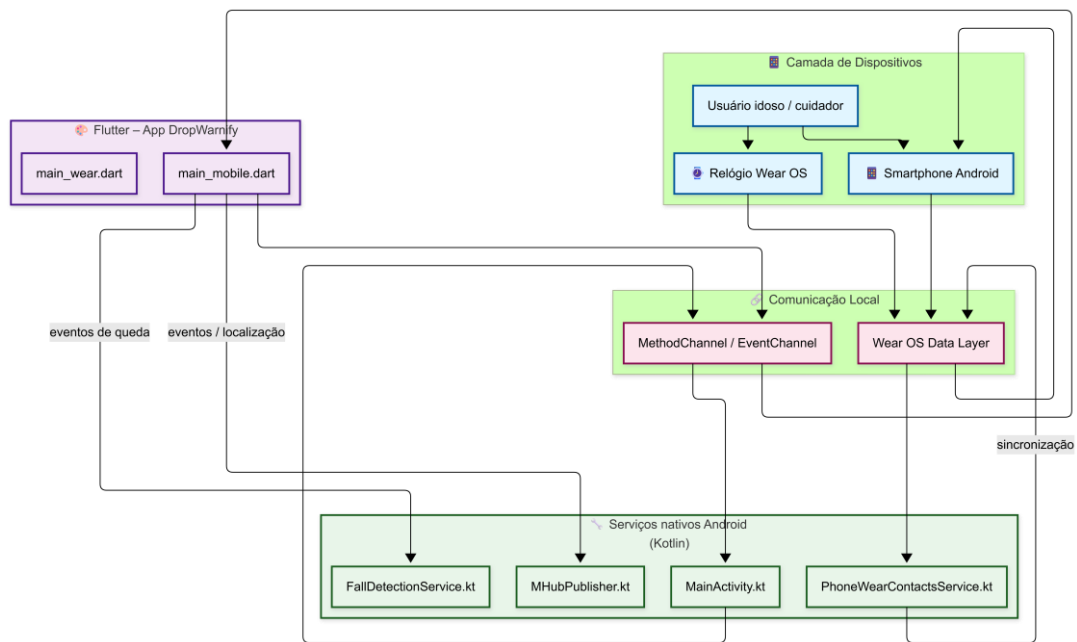 Camada de Dispositivos
Usuário idoso / cuidador
Flutter – App DropWarnify
main_wear.dart
main_mobile.dart
Relógio Wear OS
Smartphone Android
Comunicação Local
eventos de queda
eventos / localização
MethodChannel / EventChannel
Wear OS Data Layer
sincronização
Serviços nativos Android
(Kotlin)
FallDetectionService.kt
MHubPublisher.kt
MainActivity.kt
PhoneWearContactsService.kt